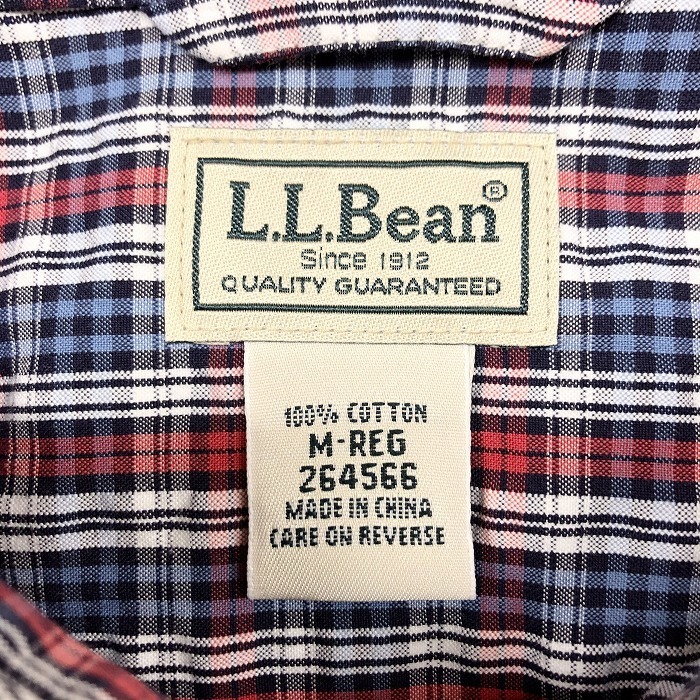 L.L.Bean®
Since 1912
QUALITY GUARANTEED
100% COTTON
M-REG
264566
MADE IN CHINA
CARE ON REVERSE